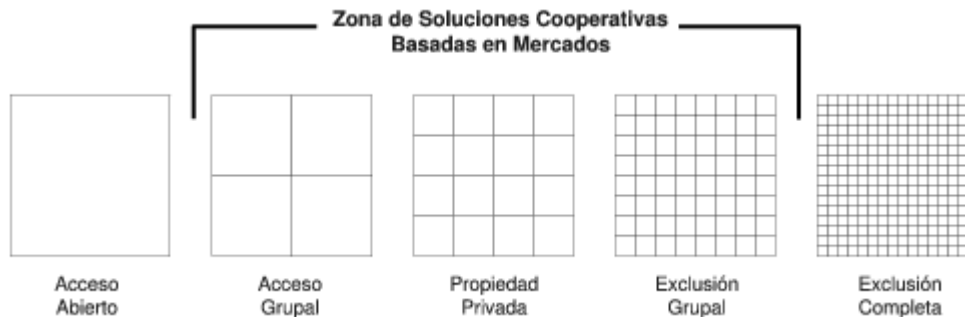 Zona de Soluciones Cooperativas
Basadas en Mercados
Acceso
Abierto
Acceso
Grupal
Propiedad
Privada
Exclusión
Grupal
Exclusión
Completa